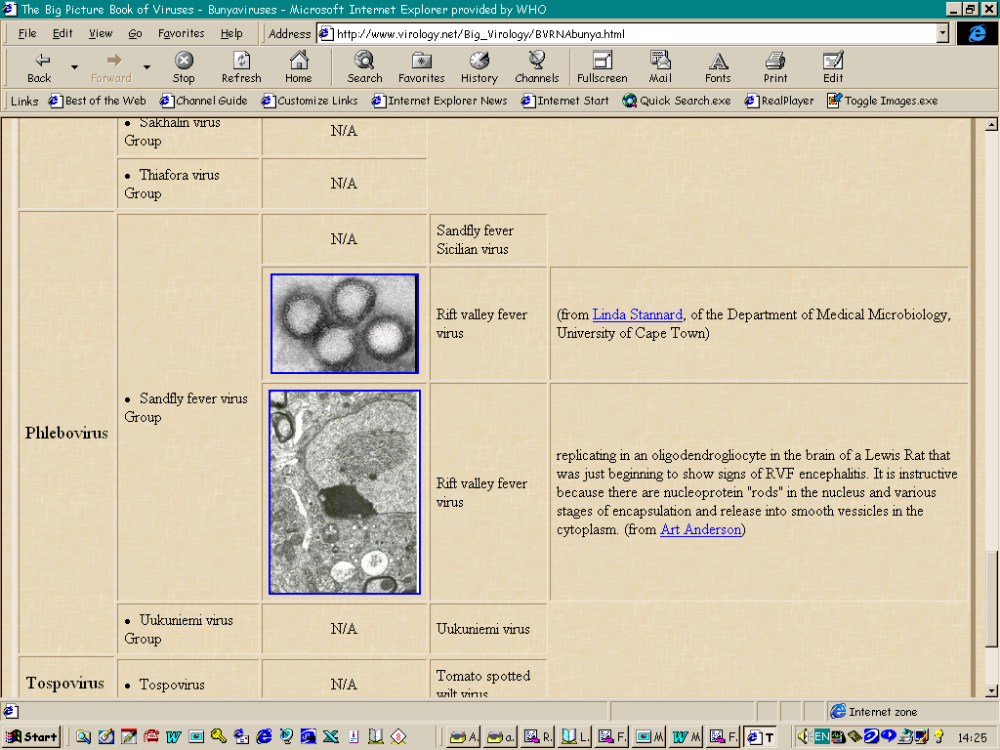 The Big Picture Book of Viruses - Bunyaviruses - Microsoft Internet Explorer provided by WHO
File Edit View Go Favorites Help Address http://www.virology.net/Big_Virology/BVRNAbunya.html
Back Forward Stop Refresh Home Search Favorites History Channels Fullscreen Mail Fonts Print Edit
Links Best of the Web Channel Guide Customize Links Internet Explorer News Internet Start Quick Search.exe RealPlayer Toggle Images.exe
• Sakhalin virus
Group
N/A
• Thiafora virus
Group
N/A
Phlebovirus
• Sandfly fever virus
Group
N/A
Sandfly fever
Sicilian virus
Rift valley fever
virus
(from Linda Stannard, of the Department of Medical Microbiology,
University of Cape Town)
Rift valley fever
virus
replicating in an oligodendrogliocyte in the brain of a Lewis Rat that
was just beginning to show signs of RVF encephalitis. It is instructive
because there are nucleoprotein "rods" in the nucleus and various
stages of encapsulation and release into smooth vessicles in the
cytoplasm. (from Art Anderson)
• Uukuniemi virus
Group
N/A
Uukuniemi virus
Tospovirus
• Tospovirus
N/A
Tomato spotted
wilt virus
Internet zone
Start A. a. R. L. F. M W M F. T EN 14:25